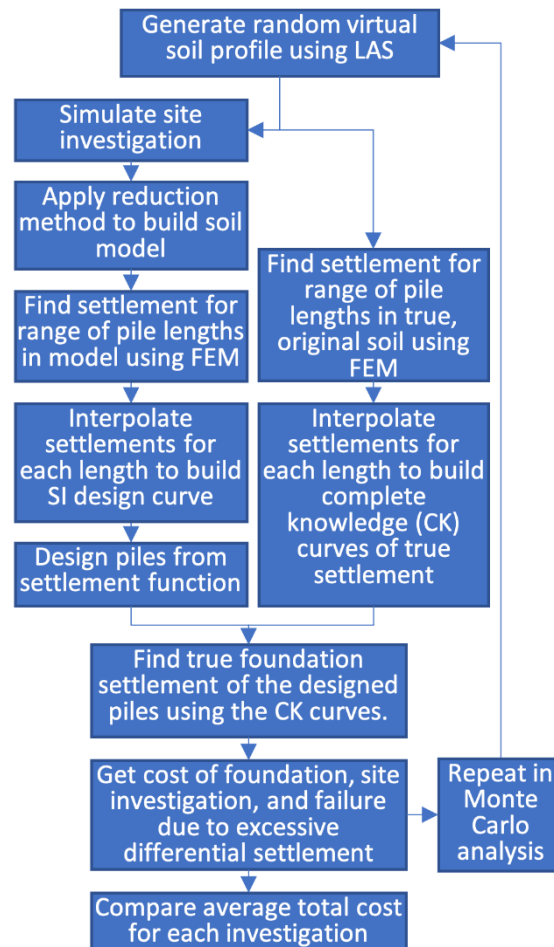 Generate random virtual
soil profile using LAS
Simulate site
investigation
Apply reduction
method to build soil
model
Find settlement for
range of pile lengths
in model using FEM
Interpolate
settlements for
each length to build
SI design curve
Design piles from
settlement function
Find settlement for
range of pile
lengths in true,
original soil using
FEM
Interpolate
settlements for
each length to build
complete
knowledge (CK)
curves of true
settlement
Find true foundation
settlement of the designed
piles using the CK curves.
Get cost of foundation, site
investigation, and failure
due to excessive
differential settlement
Repeat in
Monte
Carlo
analysis
Compare average total cost
for each investigation